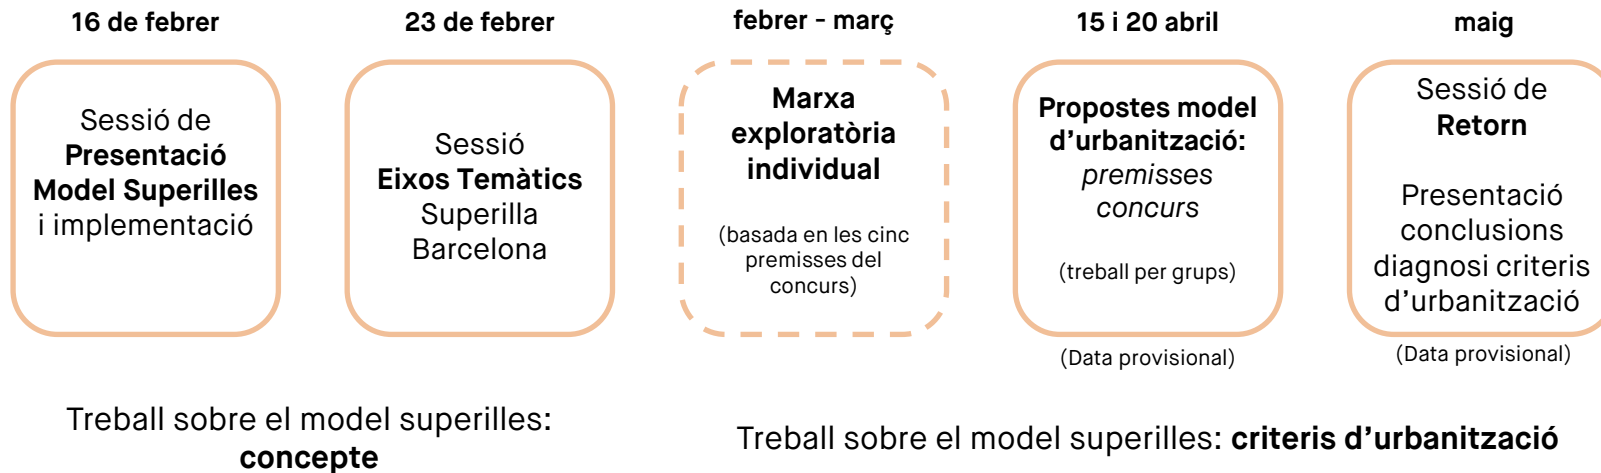 16 de febrer
Sessió de
Presentació
Model Superilles
i implementació
23 de febrer
Sessió
Eixos Temàtics
Superilla
Barcelona
febrer - març
Marxa
exploratòria
individual
(basada en les cinc
premisses del
concurs)
15 i 20 abril
Propostes model
d’urbanització:
premisses
concurs
(treball per grups)
(Data provisional)
maig
Sessió de
Retorn
Presentació
conclusions
diagnosi criteris
d’urbanització
(Data provisional)
Treball sobre el model superilles:
concepte
Treball sobre el model superilles: criteris d’urbanització